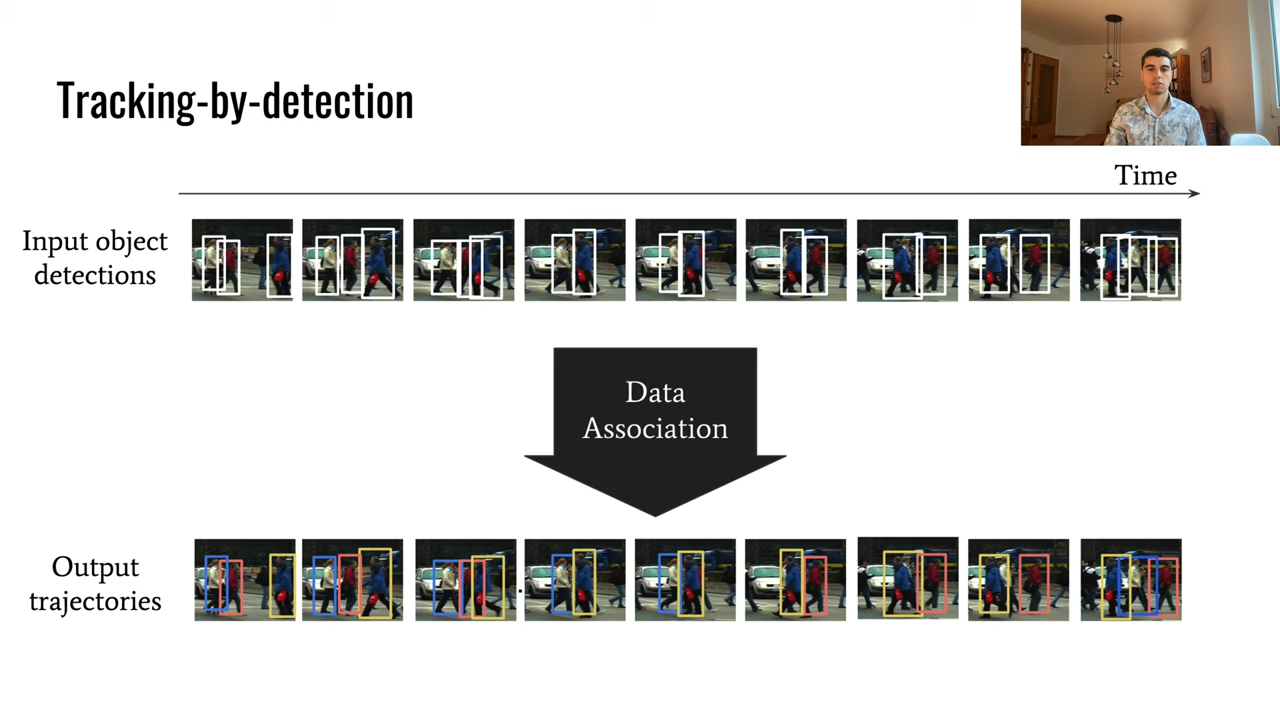 Tracking-by-detection
Time
Input object
detections
Data
Association
Output
trajectories